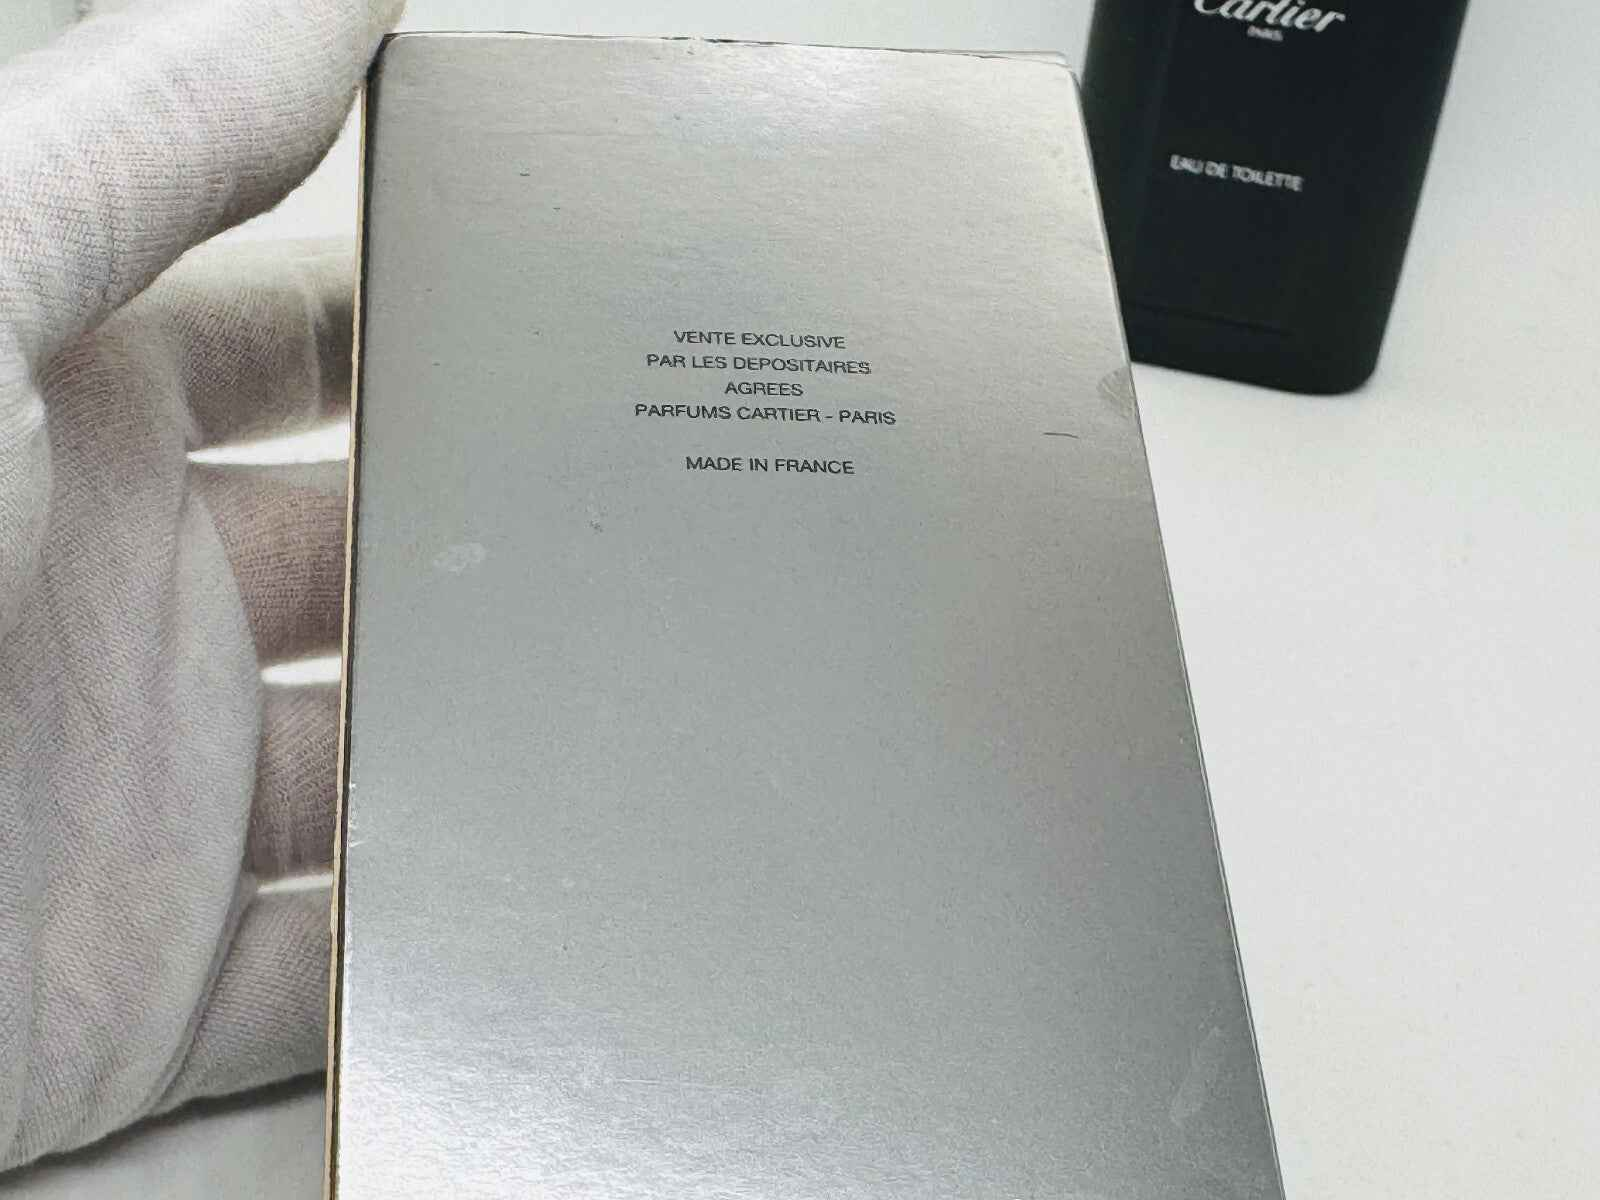 Cartier
PARIS
EAU DE TOILETTE
VENTE EXCLUSIVE
PAR LES DEPOSITAIRES
AGREES
PARFUMS CARTIER - PARIS
MADE IN FRANCE